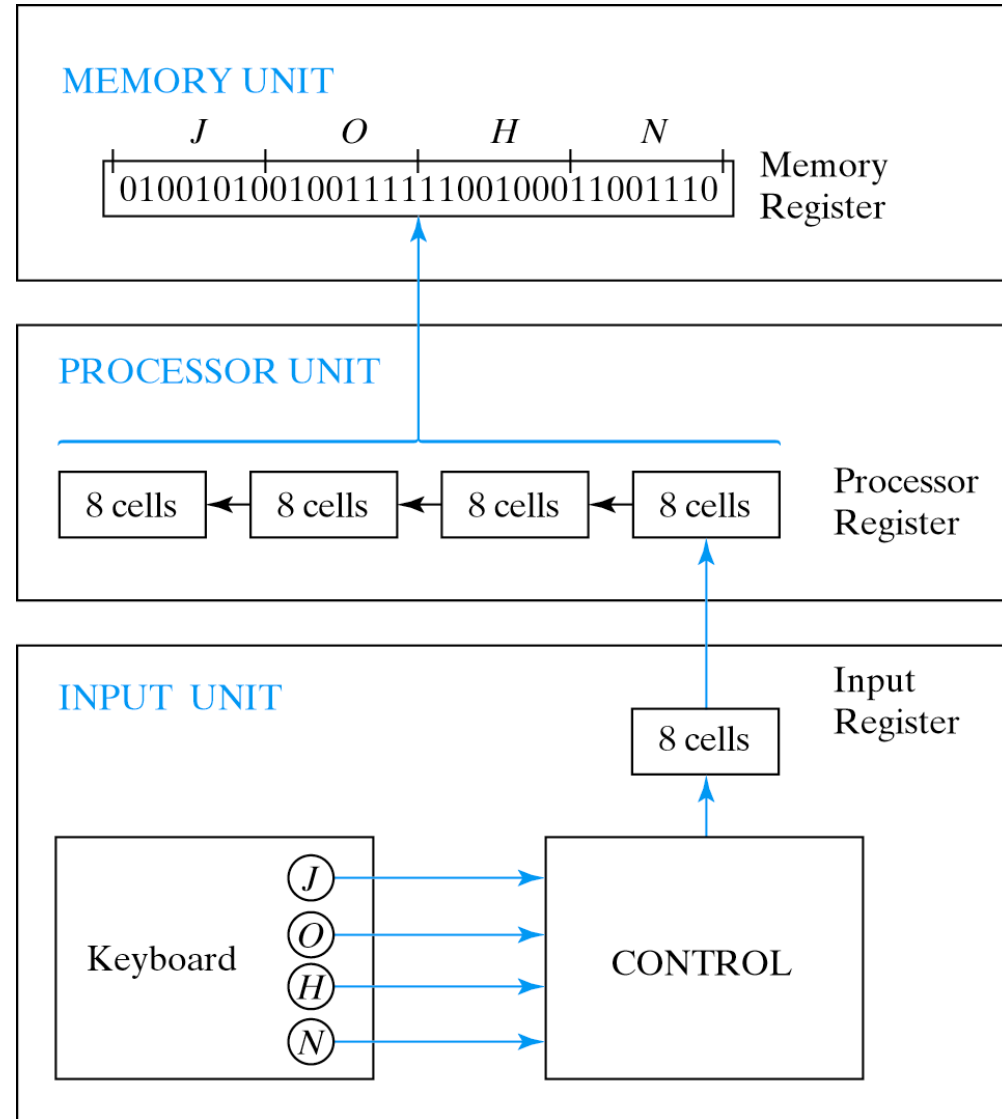 MEMORY UNIT
J O H N
01001010010011111100100011001110
Memory
Register
PROCESSOR UNIT
8 cells 8 cells 8 cells 8 cells
Processor
Register
INPUT UNIT
Input
Register
8 cells
J
O
Keyboard
CONTROL
H
N